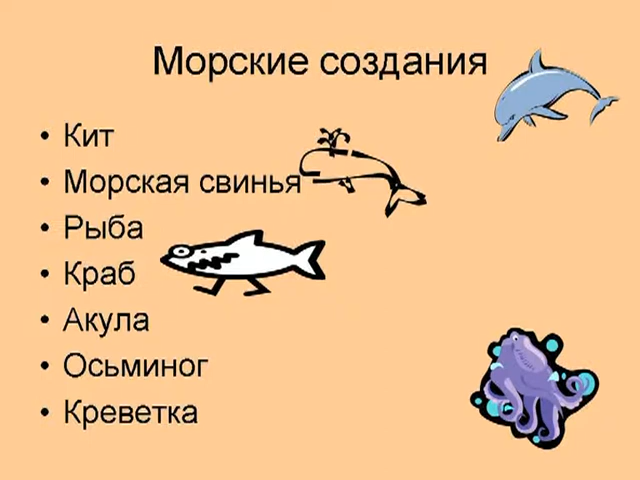 Морские создания
• Кит
• Морская свинья
• Рыба
• Краб
• Акула
• Осьминог
• Креветка